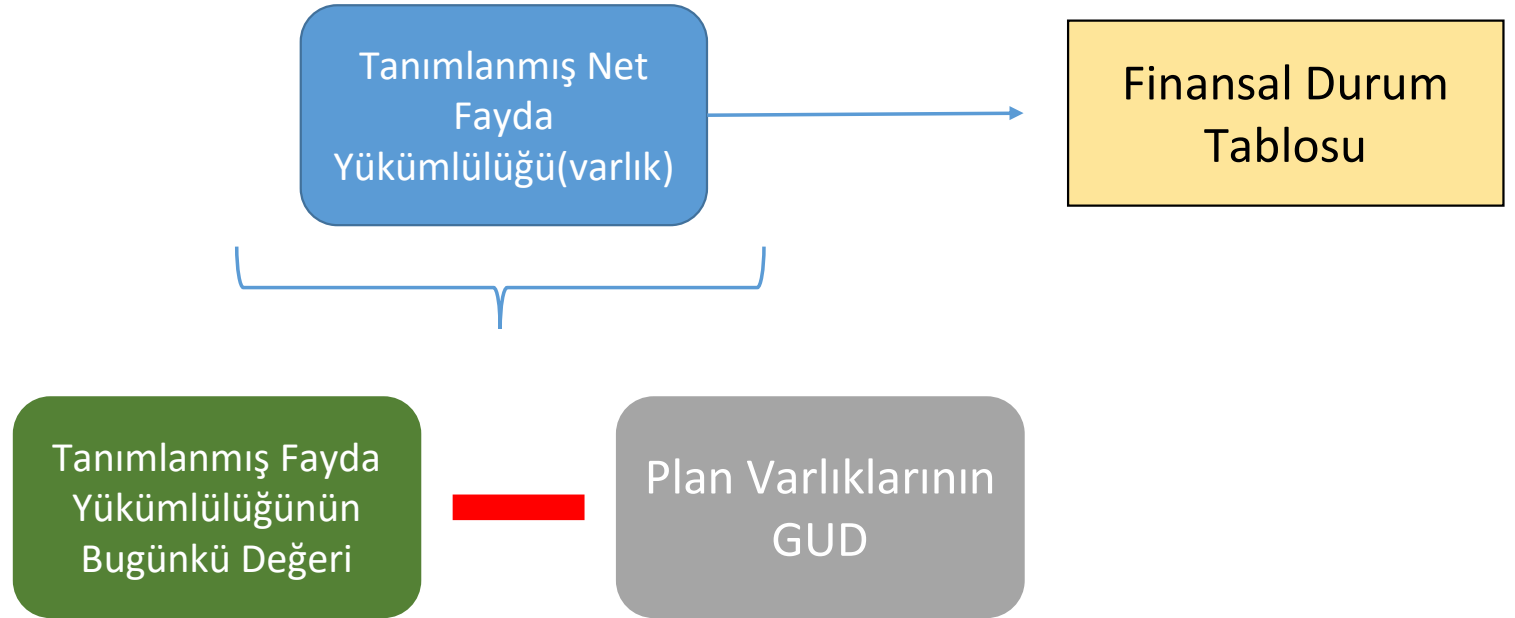 Tanımlanmış Net
Fayda
Yükümlülüğü(varlık)
Finansal Durum
Tablosu
Tanımlanmış Fayda
Yükümlülüğünün
Bugünkü Değeri
Plan Varlıklarının
GUD